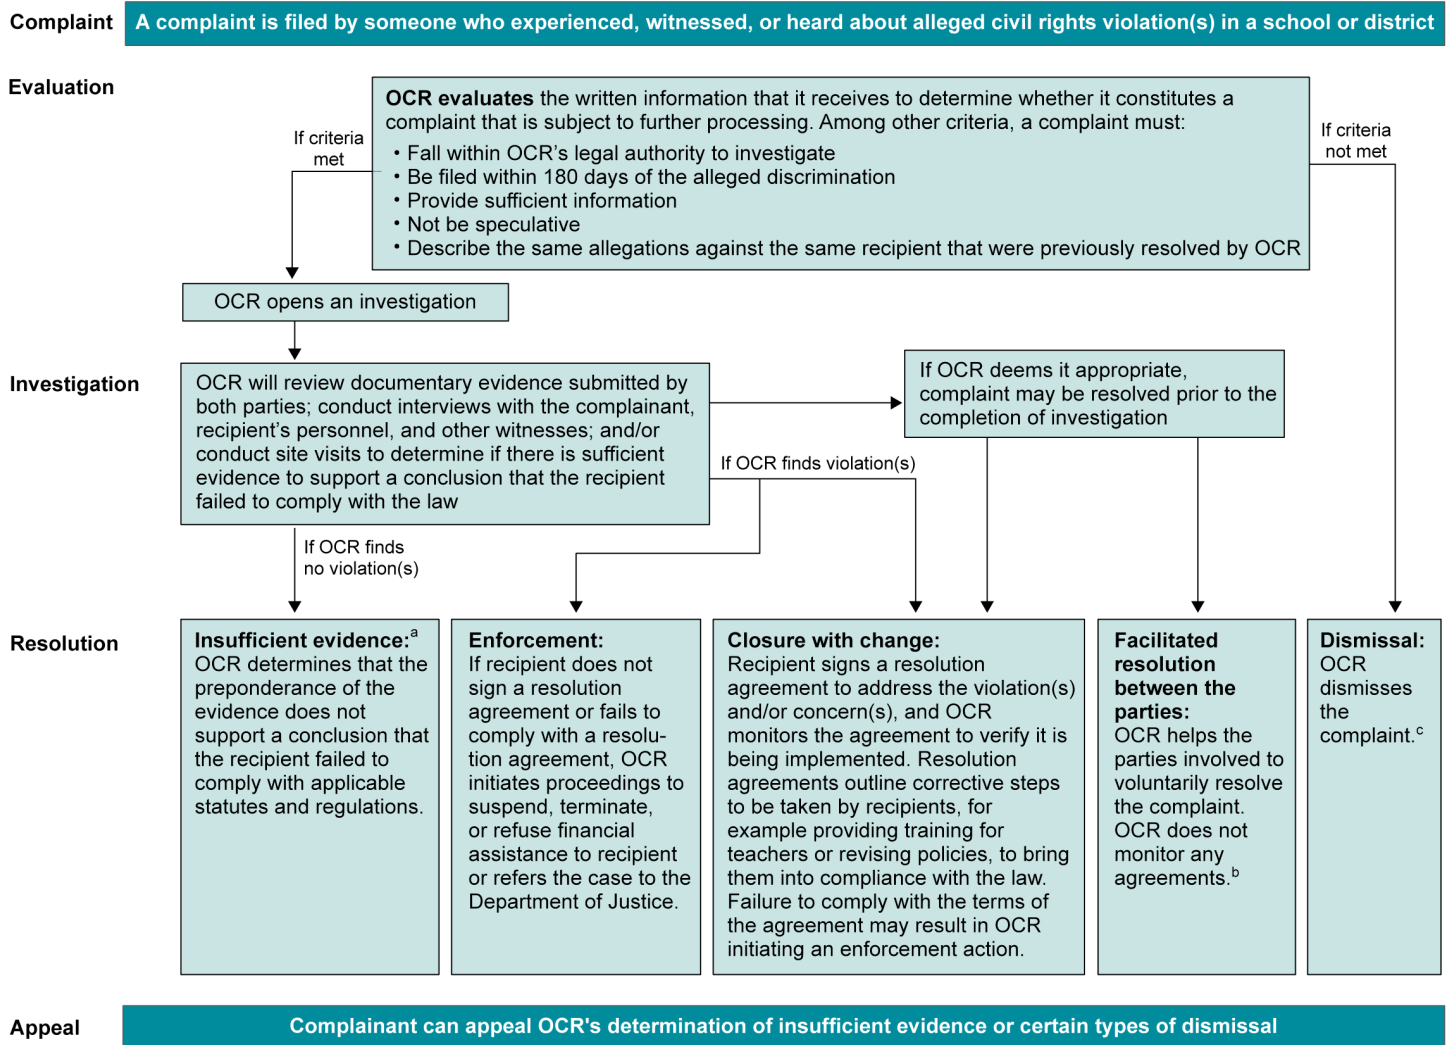 Complaint
A complaint is filed by someone who experienced, witnessed, or heard about alleged civil rights violation(s) in a school or district
Evaluation
OCR evaluates the written information that it receives to determine whether it constitutes a
complaint that is subject to further processing. Among other criteria, a complaint must:
• Fall within OCR's legal authority to investigate
• Be filed within 180 days of the alleged discrimination
• Provide sufficient information
• Not be speculative
• Describe the same allegations against the same recipient that were previously resolved by OCR
If criteria
met
If criteria
not met
OCR opens an investigation
Investigation
OCR will review documentary evidence submitted by
both parties; conduct interviews with the complainant,
recipient's personnel, and other witnesses; and/or
conduct site visits to determine if there is sufficient
evidence to support a conclusion that the recipient
failed to comply with the law
If OCR deems it appropriate,
complaint may be resolved prior to the
completion of investigation
If OCR finds violation(s)
If OCR finds
no violation(s)
Resolution
Insufficient evidence:a
OCR determines that the
preponderance of the
evidence does not
support a conclusion that
the recipient failed to
comply with applicable
statutes and regulations.
Enforcement:
If recipient does not
sign a resolution
agreement or fails to
comply with a resolu-
tion agreement, OCR
initiates proceedings to
suspend, terminate,
or refuse financial
assistance to recipient
or refers the case to the
Department of Justice.
Closure with change:
Recipient signs a resolution
agreement to address the violation(s)
and/or concern(s), and OCR
monitors the agreement to verify it is
being implemented. Resolution
agreements outline corrective steps
to be taken by recipients, for
example providing training for
teachers or revising policies, to bring
them into compliance with the law.
Failure to comply with the terms of
the agreement may result in OCR
initiating an enforcement action.
Facilitated
resolution
between the
parties:
OCR helps the
parties involved to
voluntarily resolve
the complaint.
OCR does not
monitor any
agreements.b
Dismissal:
OCR
dismisses
the
complaint.c
Appeal
Complainant can appeal OCR's determination of insufficient evidence or certain types of dismissal